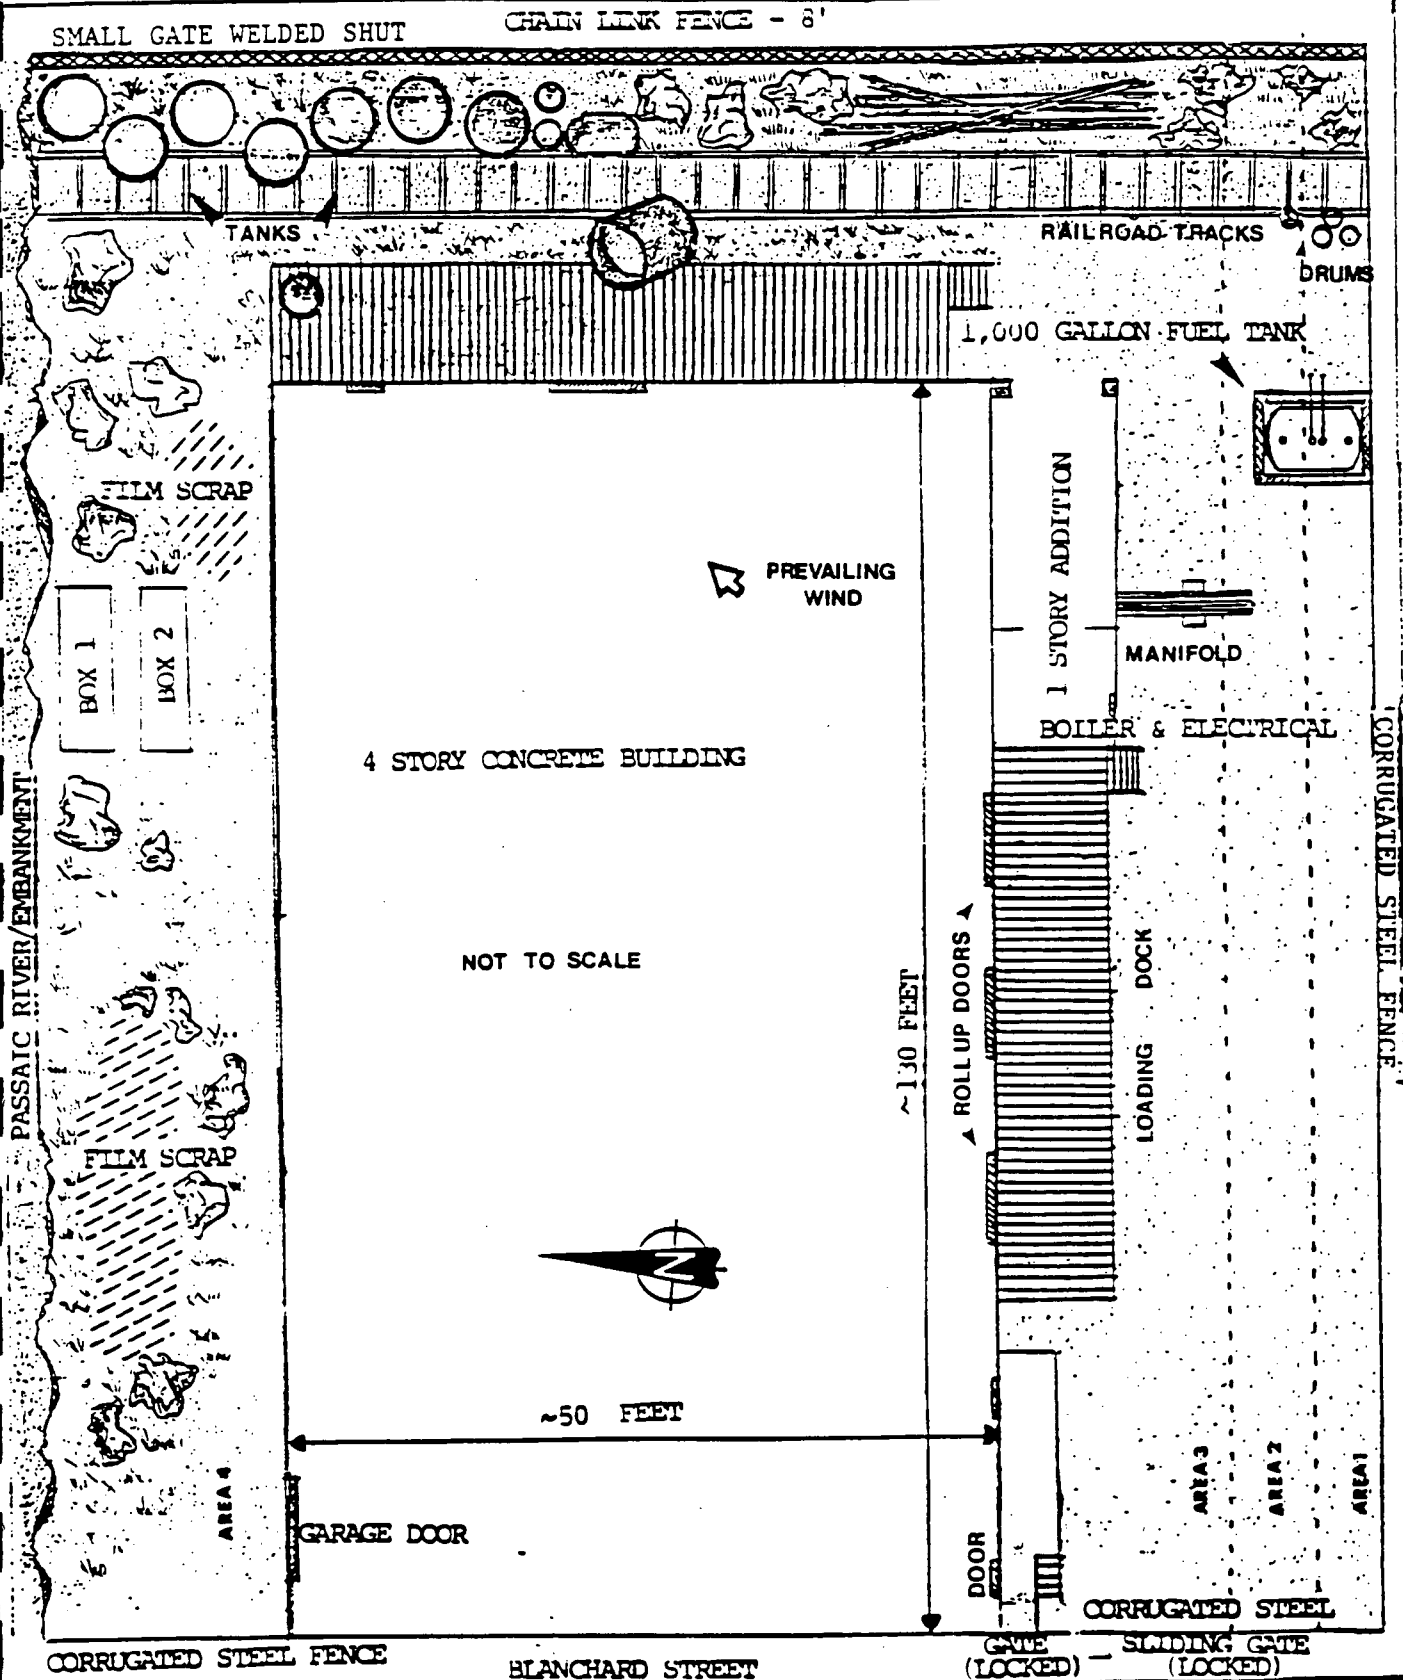 CHAIN LINK FENCE - 8'
SMALL GATE WELDED SHUT
TANKS
RAILROAD TRACKS
DRUMS
1,000 GALLON FUEL TANK
FILM SCRAP
1 STORY ADDITION
PREVAILING
WIND
BOX 1
BOX 2
MANIFOLD
BOILER & ELECTRICAL
4 STORY CONCRETE BUILDING
CORRUGATED STEEL FENCE
PASSAIC RIVER/EMBANKMENT
NOT TO SCALE
~130 FEET
ROLL UP DOORS
LOADING DOCK
FILM SCRAP
N
~50 FEET
AREA 4
AREA 3
AREA 2
AREA 1
GARAGE DOOR
DOOR
CORRUGATED STEEL
CORRUGATED STEEL FENCE
BLANCHARD STREET
GATE
(LOCKED)
SLIDING GATE
(LOCKED)